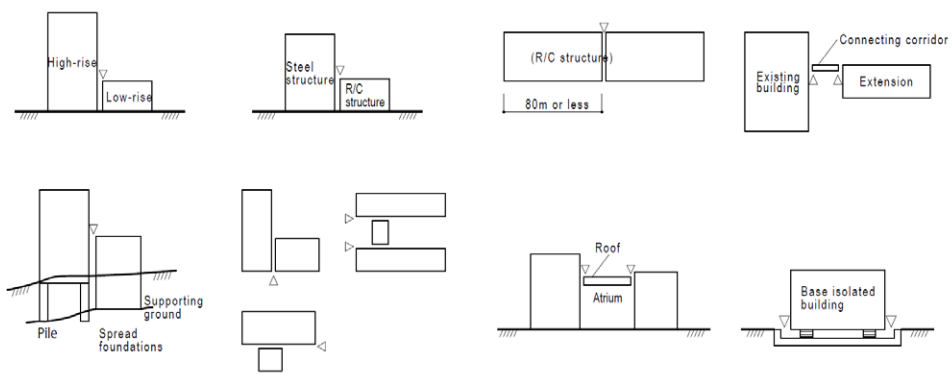 High-rise
Low-rise
Steel
structure
R/C
structure
(R/C structure)
80m or less
Connecting corridor
Existing
building
Extension
Supporting
ground
Pile
Spread
foundations
Roof
Atrium
Base isolated
building